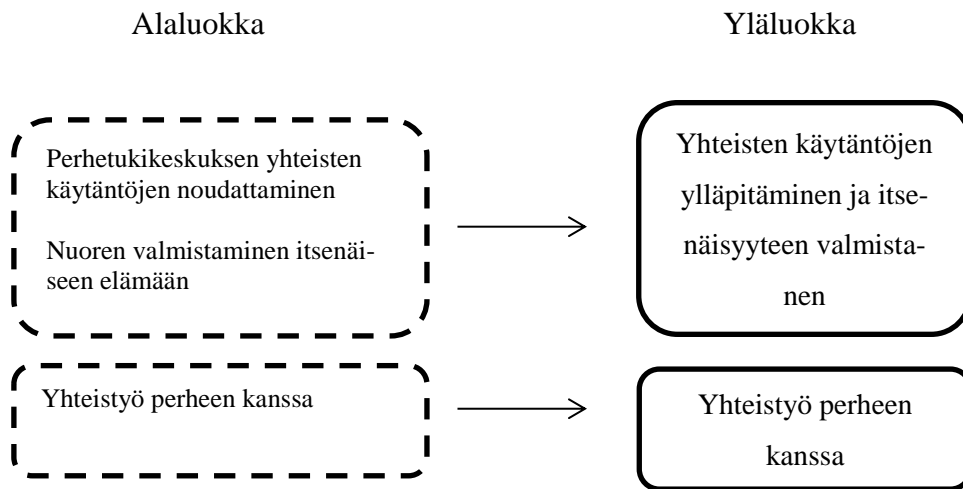 Alaluokka
Yläluokka
Perhetukikeskuksen yhteisten
käytäntöjen noudattaminen
Nuoren valmistaminen itsenäi-
seen elämään
Yhteisten käytäntöjen
ylläpitäminen ja itse-
näisyyteen valmista-
nen
Yhteistyö perheen kanssa
Yhteistyö perheen
kanssa